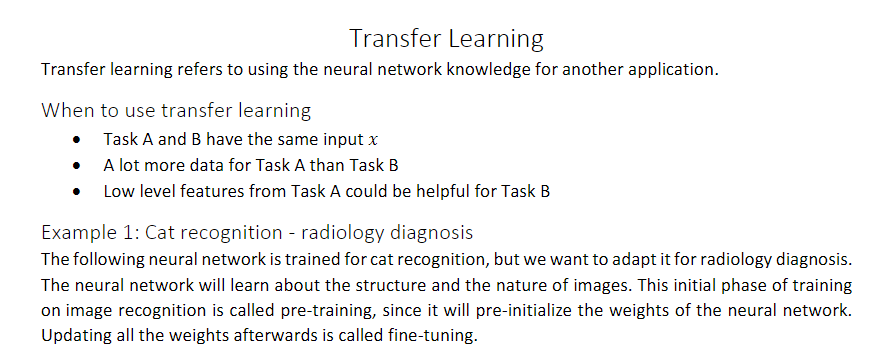 Transfer Learning
Transfer learning refers to using the neural network knowledge for another application.
When to use transfer learning
• Task A and B have the same input x
• A lot more data for Task A than Task B
• Low level features from Task A could be helpful for Task B
Example 1: Cat recognition - radiology diagnosis
The following neural network is trained for cat recognition, but we want to adapt it for radiology diagnosis.
The neural network will learn about the structure and the nature of images. This initial phase of training
on image recognition is called pre-training, since it will pre-initialize the weights of the neural network.
Updating all the weights afterwards is called fine-tuning.